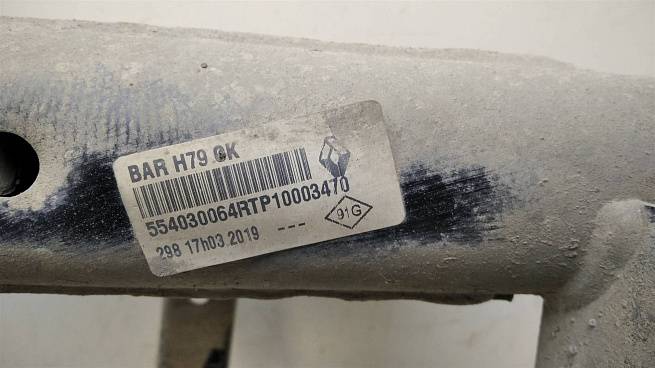 BAR H79 GK
554030064RTP10003470
91G
298 17h03 2019 ---